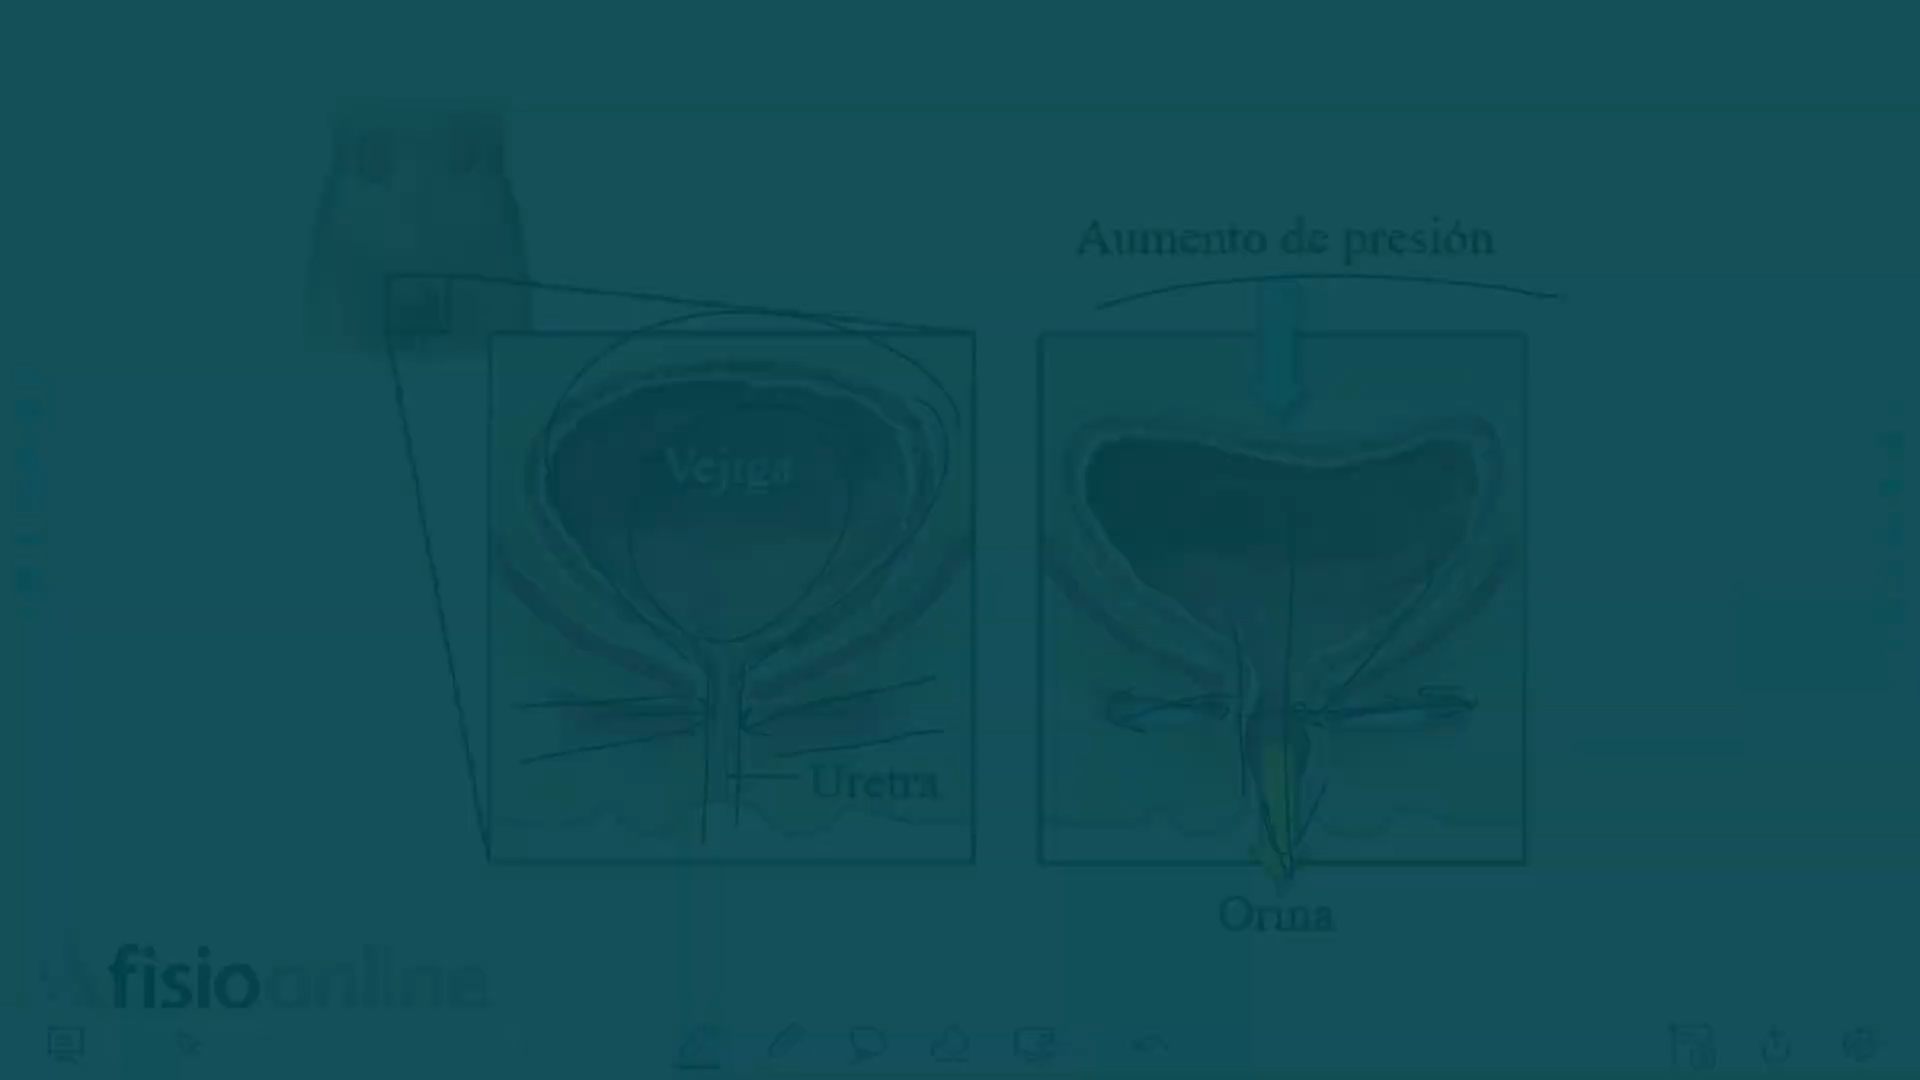 Aumento de presión
Vejiga
Uretra
Orina
fisioonline